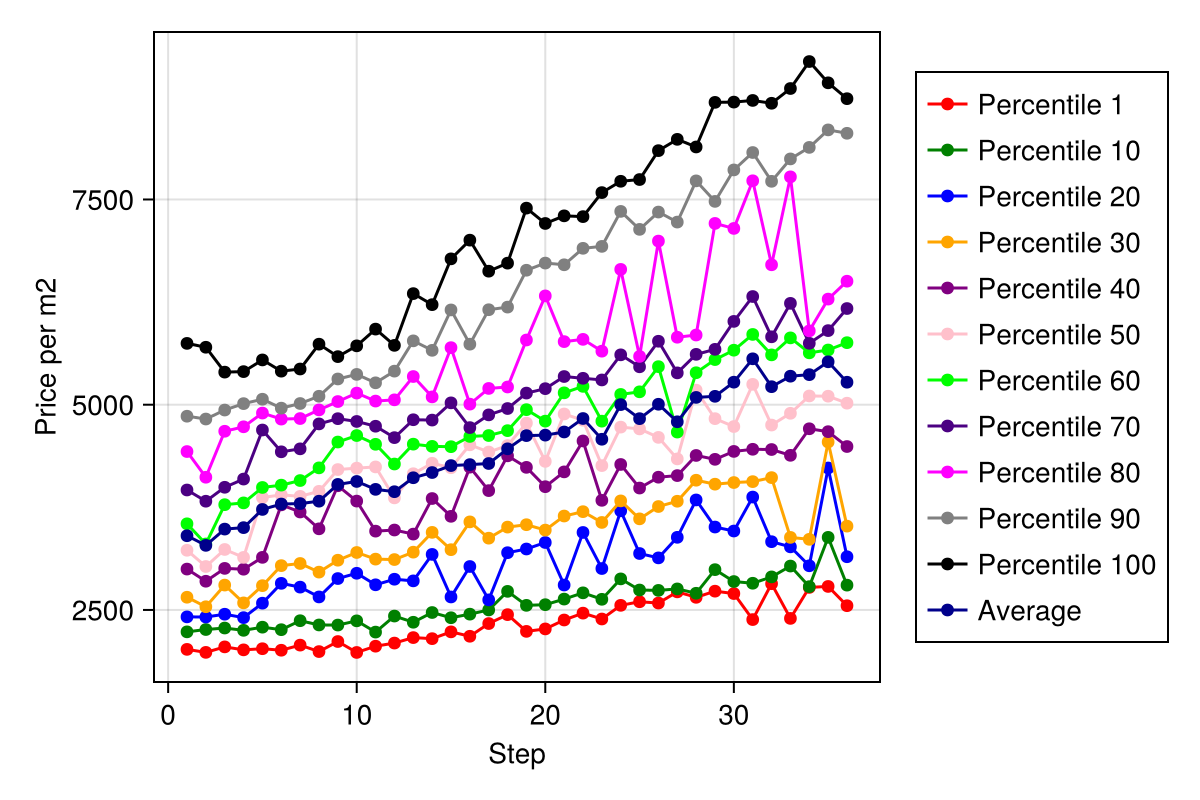 Price per m2
7500
5000
2500
0 10 20 30
Step
Percentile 1
Percentile 10
Percentile 20
Percentile 30
Percentile 40
Percentile 50
Percentile 60
Percentile 70
Percentile 80
Percentile 90
Percentile 100
Average